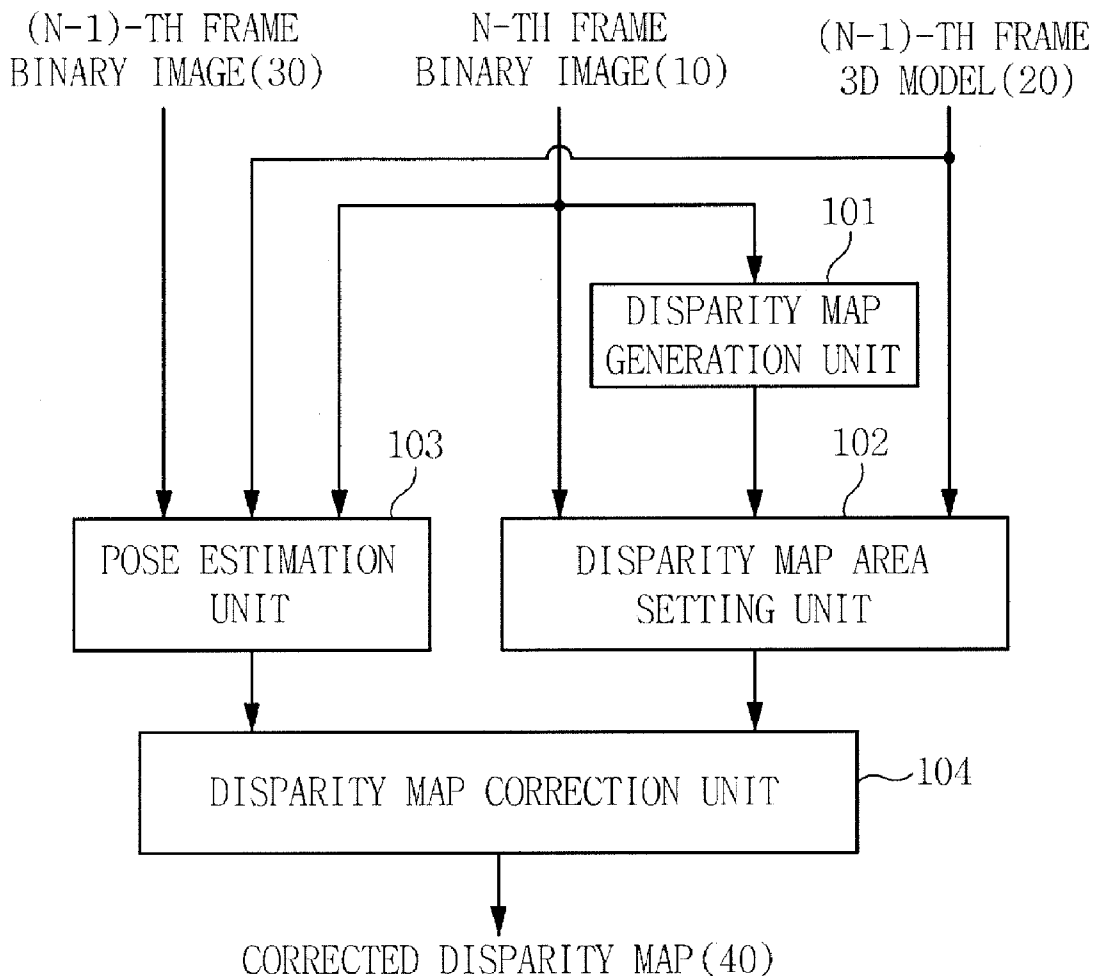 (N-1)-TH FRAME
BINARY IMAGE(30)
N-TH FRAME
BINARY IMAGE(10)
(N-1)-TH FRAME
3D MODEL(20)
101
DISPARITY MAP
GENERATION UNIT
103
102
POSE ESTIMATION
UNIT
DISPARITY MAP AREA
SETTING UNIT
DISPARITY MAP CORRECTION UNIT
104
CORRECTED DISPARITY MAP(40)